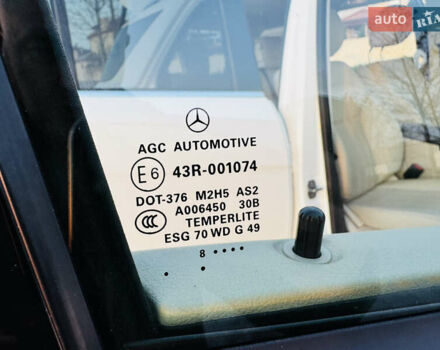 auto RIA
AGC AUTOMOTIVE
E6 43R-001074
DOT-376 M2H5 AS2
CCC A006450 30B
TEMPERLITE
ESG 70 WD G 49
8 ....